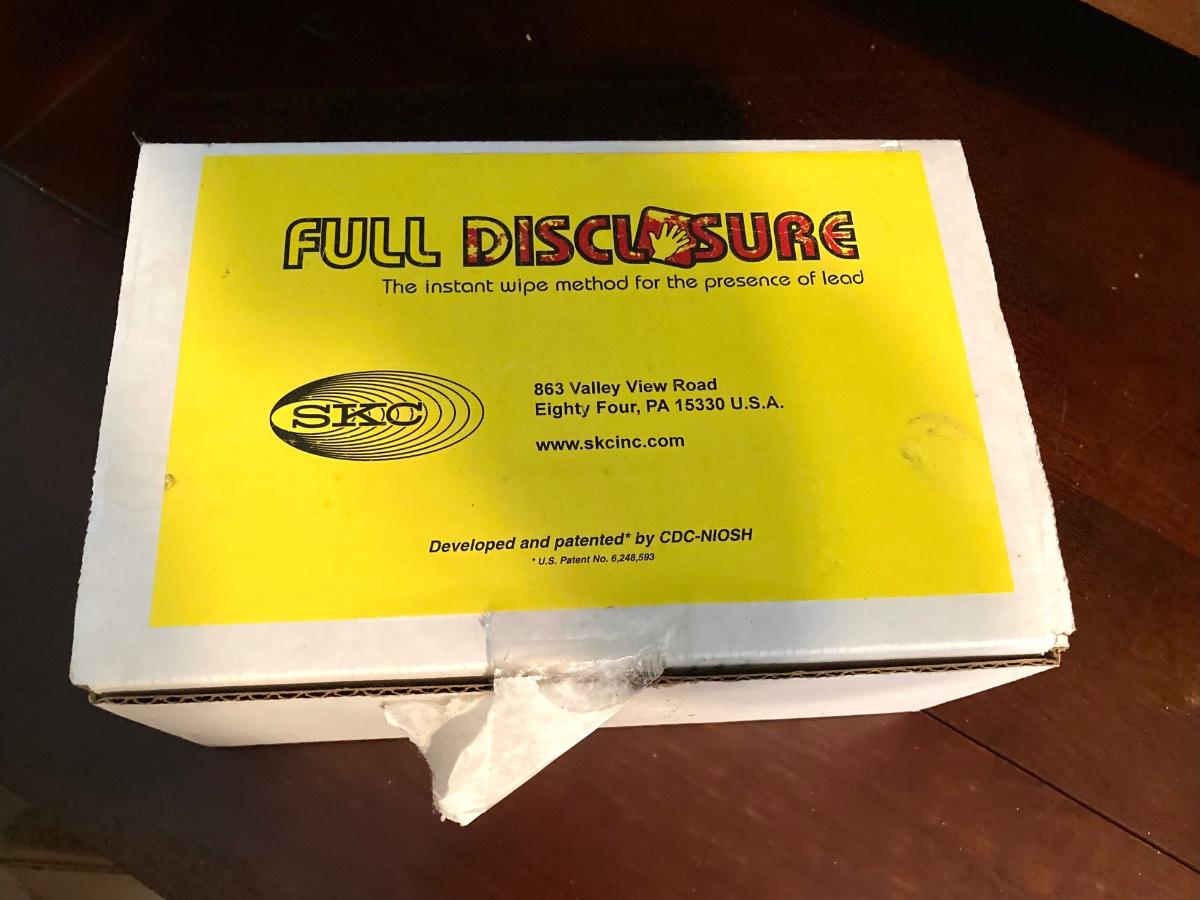 FULL DISCLOSURE
The instant wipe method for the presence of lead
SKC
863 Valley View Road
Eighty Four, PA 15330 U.S.A.
www.skcinc.com
Developed and patented* by CDC-NIOSH
* U.S. Patent No. 6,248,593